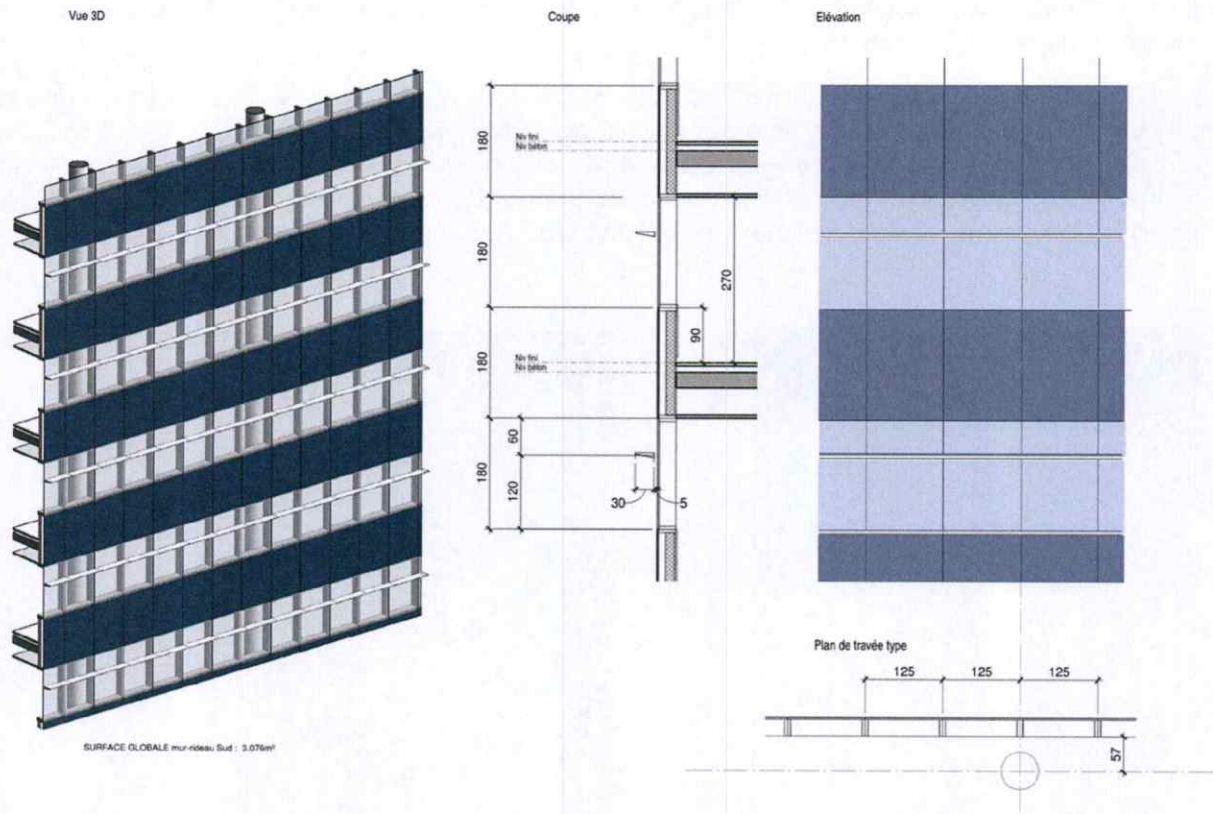 Vue 3D
Coupe
Elévation
180
180
180
180
Niv fini
Niv béton
270
90
Niv fini
Niv béton
60
120
30
5
SURFACE GLOBALE mur-rideau Sud : 3.076m²
Plan de travée type
125
125
125
57